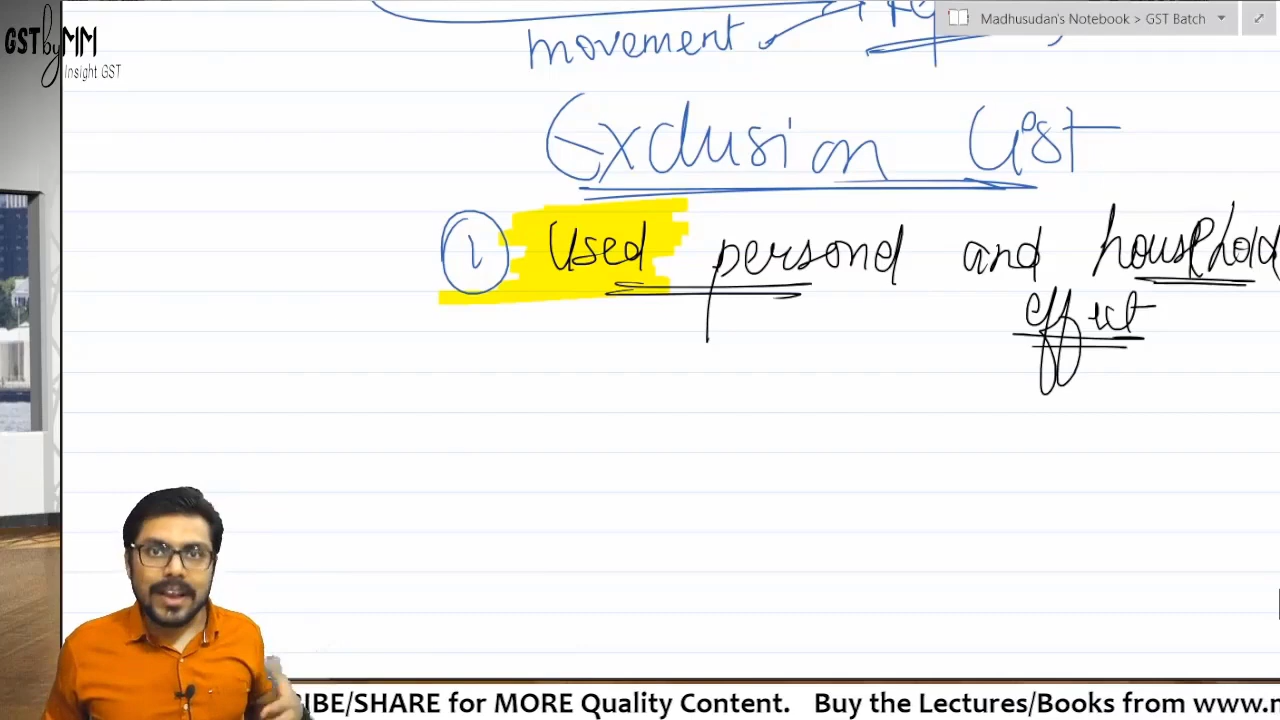 GSTbyMM
Insight GST
Madhusudan's Notebook > GST Batch
movement
Exclusion List
1 Used personal and household
effect
IBE/SHARE for MORE Quality Content. Buy the Lectures/Books from www.